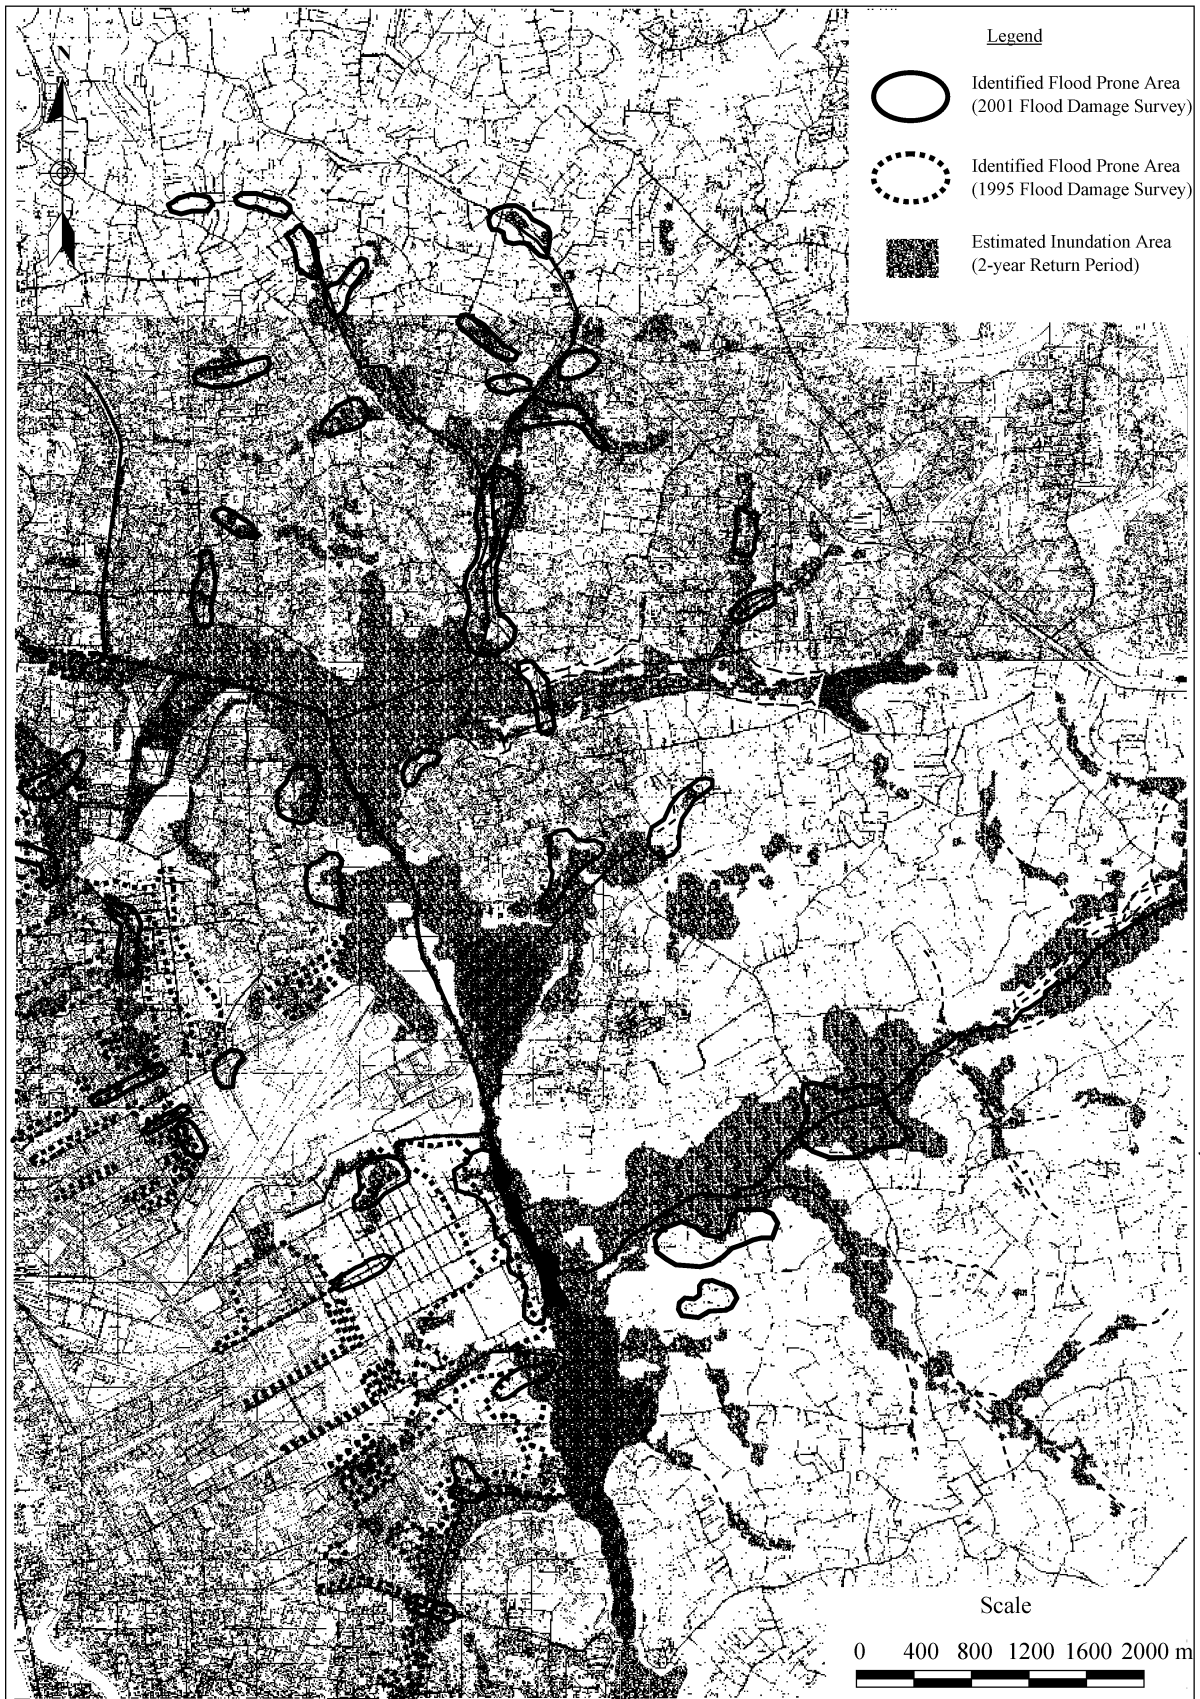 N
Legend
Identified Flood Prone Area
(2001 Flood Damage Survey)
Identified Flood Prone Area
(1995 Flood Damage Survey)
Estimated Inundation Area
(2-year Return Period)
Scale
0 400 800 1200 1600 2000 m